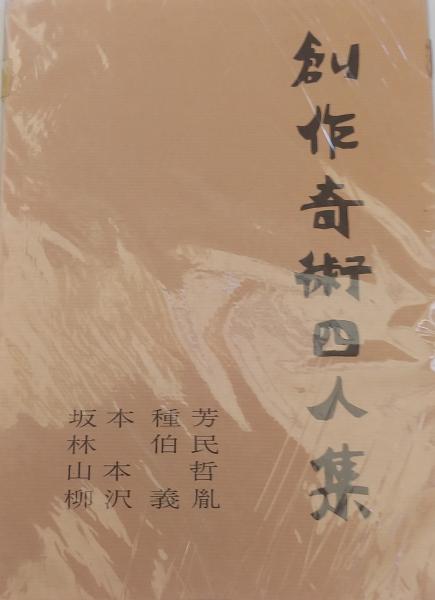 創作奇術四人集
坂本種芳
林伯民
山本哲
柳沢義胤